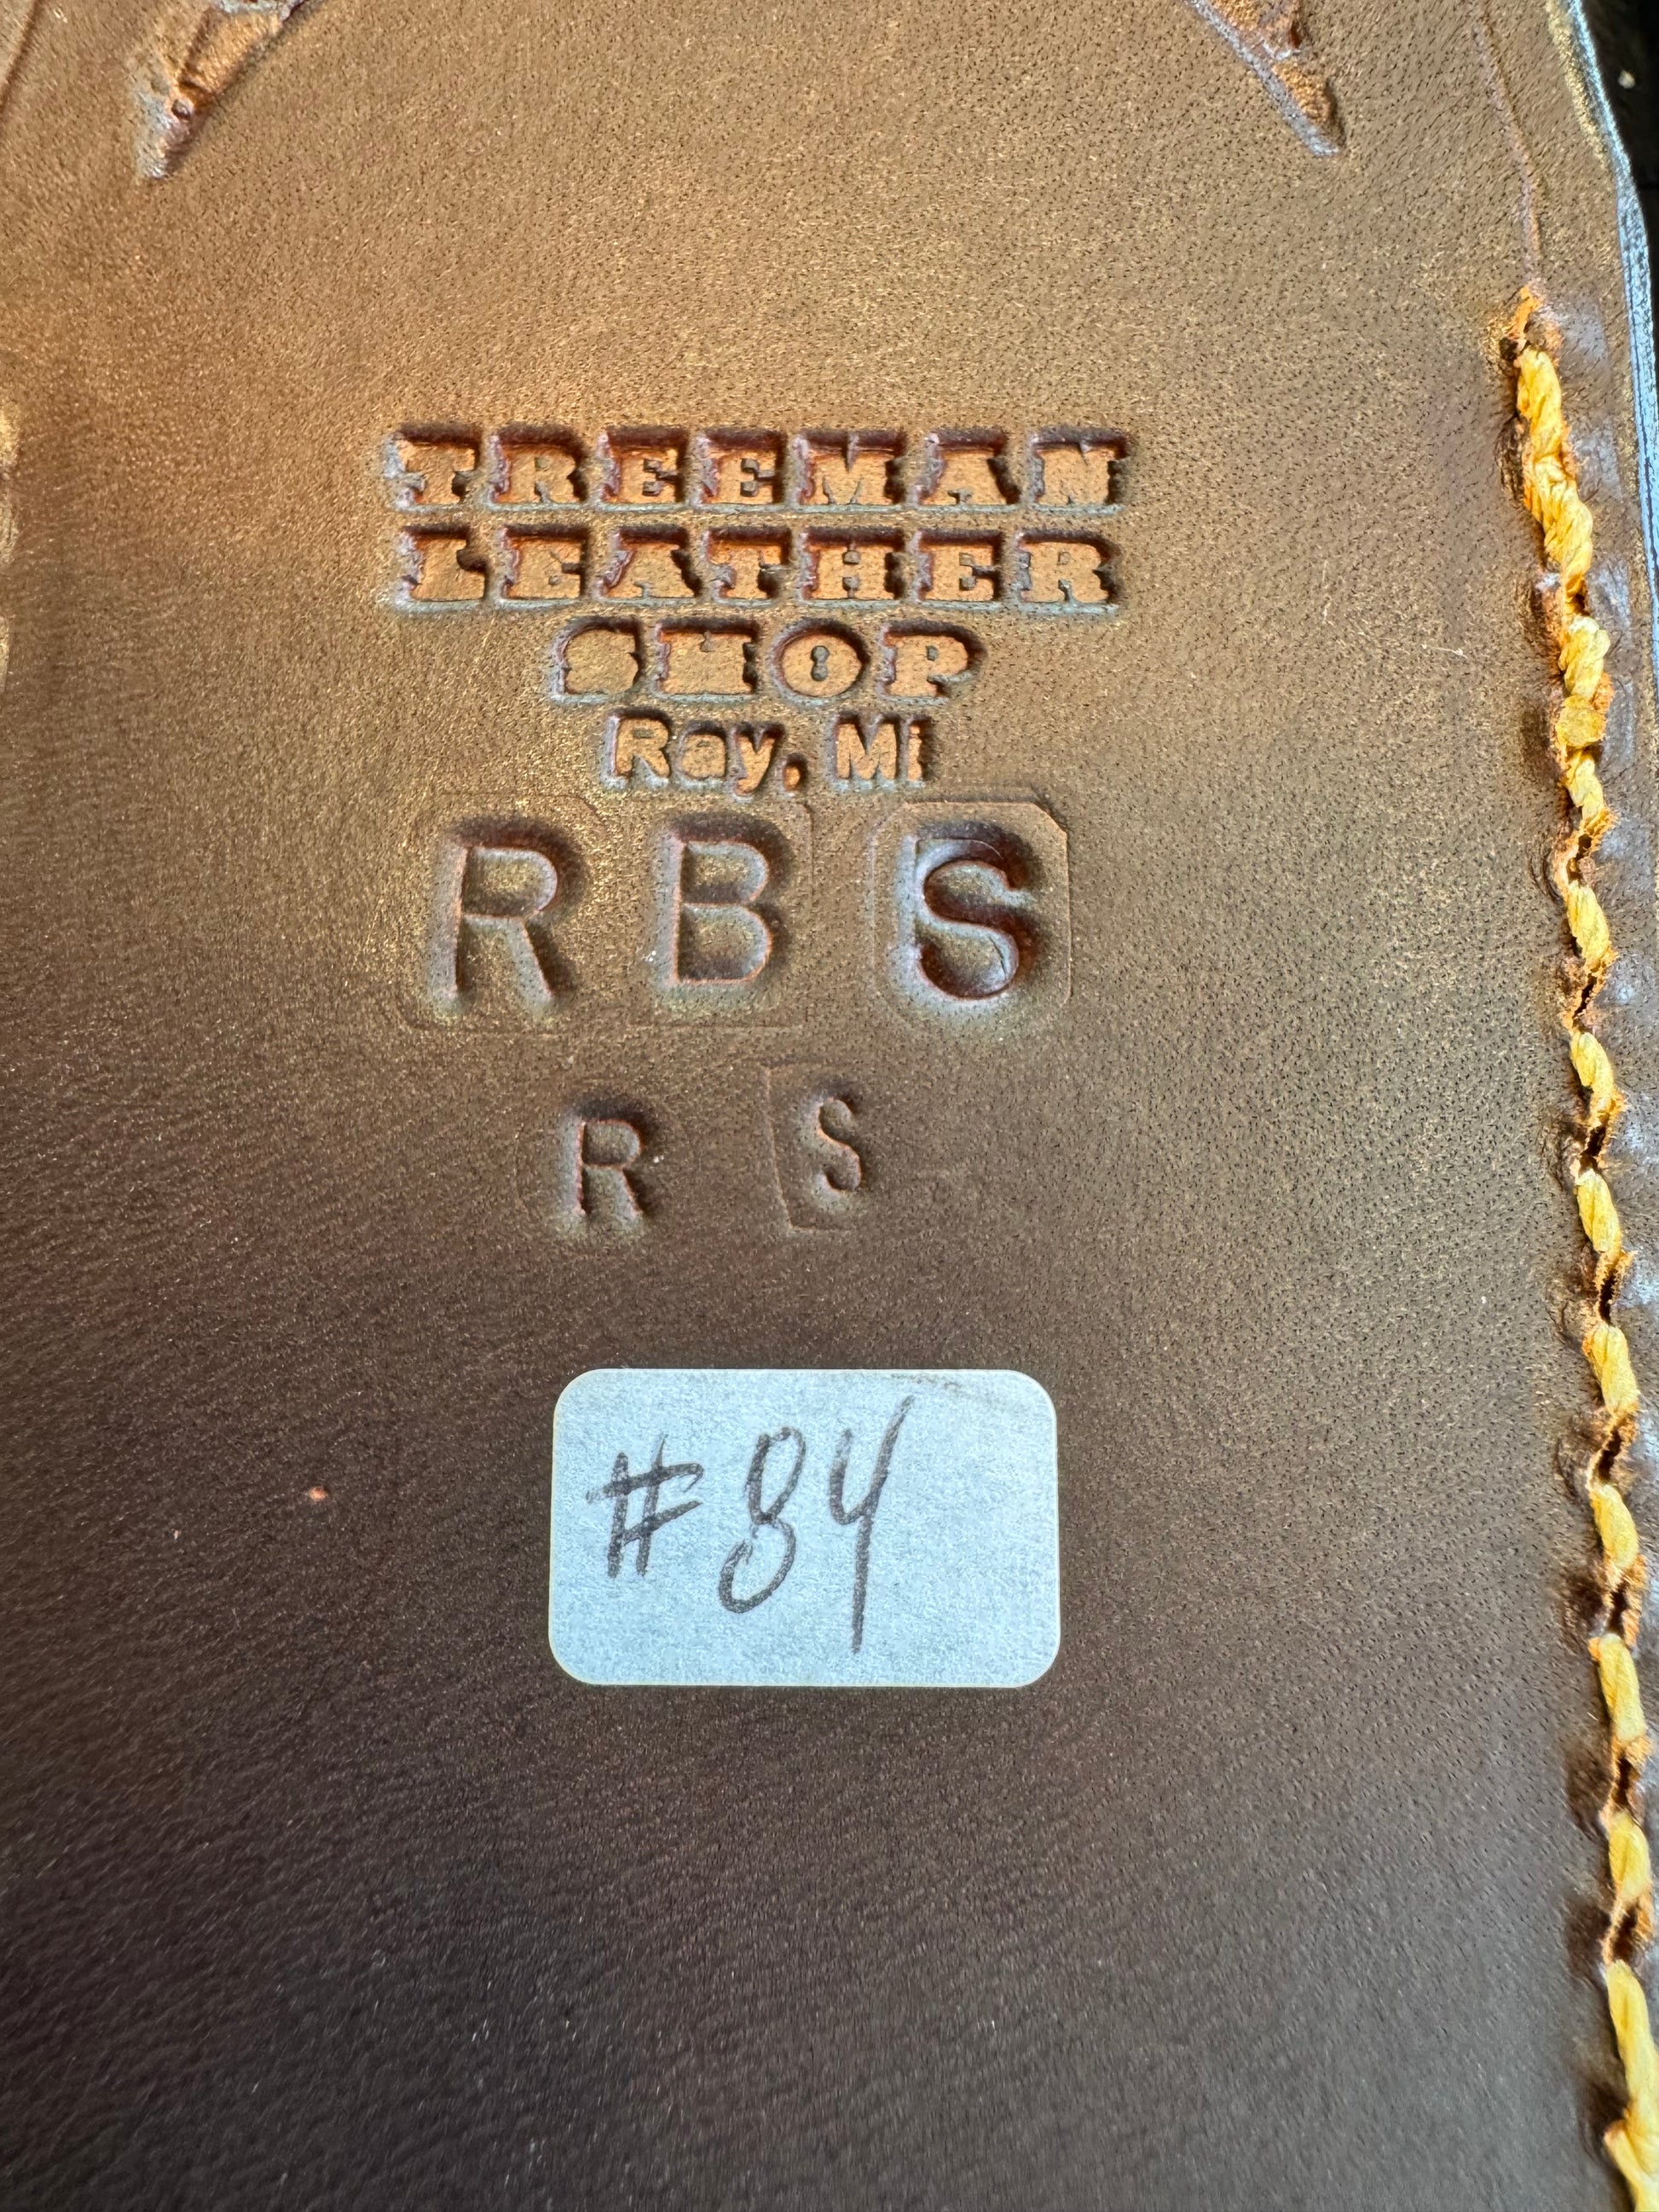 TREEMAN
LEATHER
SHOP
Ray, Mi
RBS
R S
#84